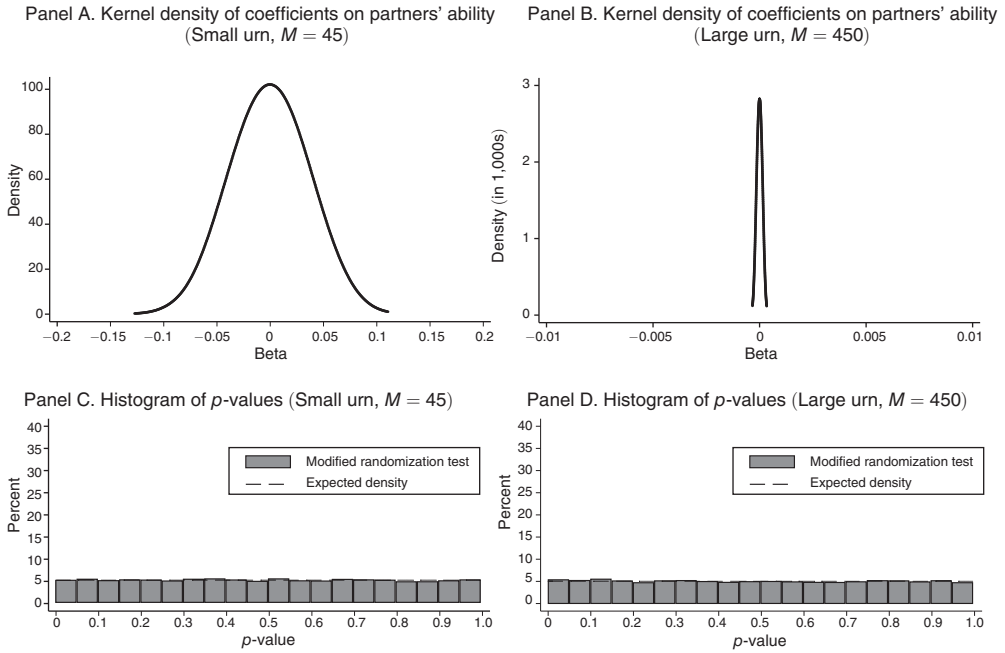 Panel A. Kernel density of coefficients on partners’ ability
(Small urn, M = 45)
100
80
60
40
20
0
Density
−0.2 −0.15 −0.1 −0.05 0 0.05 0.1 0.15 0.2
Beta
Panel B. Kernel density of coefficients on partners’ ability
(Large urn, M = 450)
3
2
1
0
Density (in 1,000s)
−0.01 −0.005 0 0.005 0.01
Beta
Panel C. Histogram of p-values (Small urn, M = 45)
40
35
30
25
20
15
10
5
0
Percent
Modified randomization test
Expected density
0 0.1 0.2 0.3 0.4 0.5 0.6 0.7 0.8 0.9 1.0
p-value
Panel D. Histogram of p-values (Large urn, M = 450)
40
35
30
25
20
15
10
5
0
Percent
Modified randomization test
Expected density
0 0.1 0.2 0.3 0.4 0.5 0.6 0.7 0.8 0.9 1.0
p-value